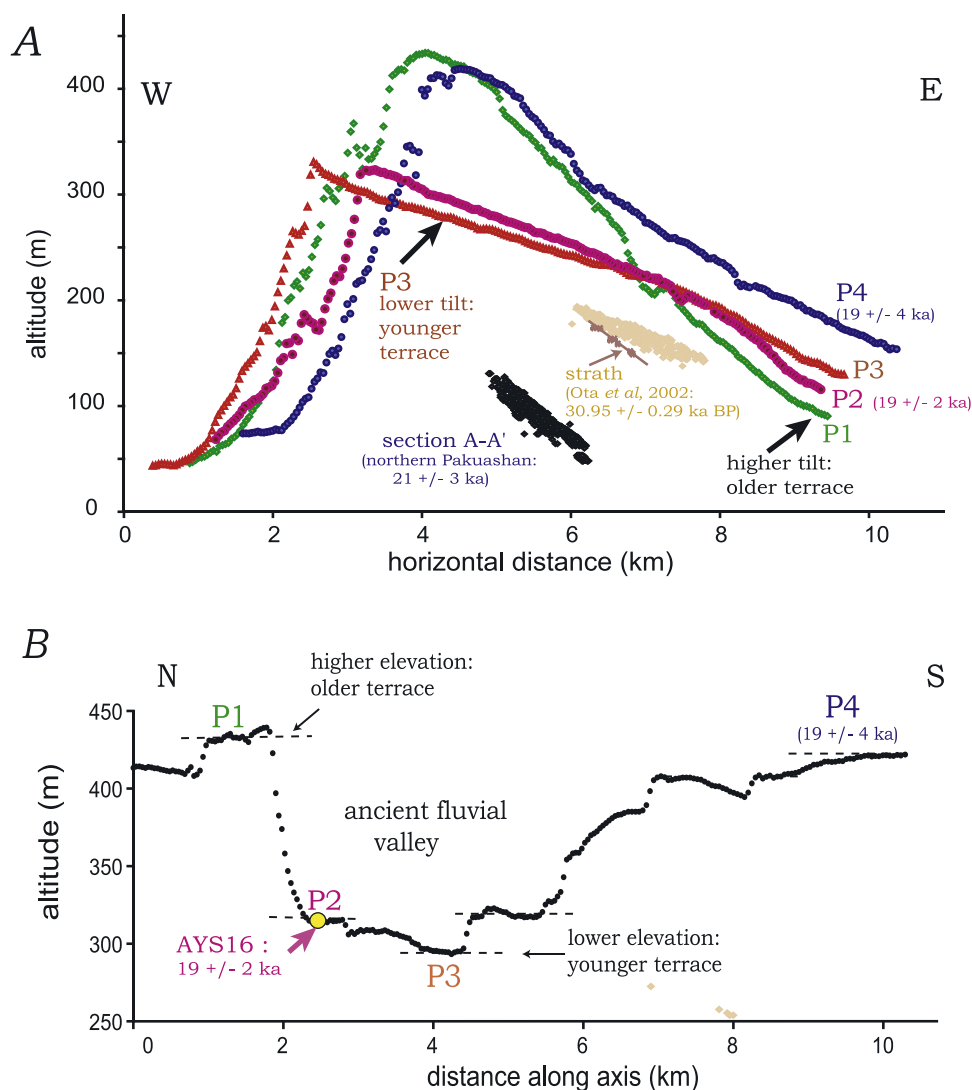 A
W
E
altitude (m)
400
300
200
100
0
P3
lower tilt:
younger
terrace
P4
(19 +/- 4 ka)
P3
P2 (19 +/- 2 ka)
P1
strath
(Ota et al, 2002:
30.95 +/- 0.29 ka BP)
section A-A'
(northern Pakuashan:
21 +/- 3 ka)
higher tilt:
older terrace
0
2
4
6
8
10
horizontal distance (km)
B
N
S
higher elevation:
older terrace
P1
P4
(19 +/- 4 ka)
altitude (m)
450
400
350
300
250
ancient fluvial
valley
P2
AYS16 :
19 +/- 2 ka
P3
lower elevation:
younger terrace
0
2
4
6
8
10
distance along axis (km)